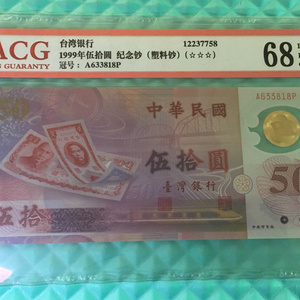 ACG
GUARANTY
台湾银行
12237758
1999年伍拾圆 纪念钞（塑料钞）(☆☆☆)
冠号： A633818P
68
A633818P
中華民國
伍拾圓
臺灣銀行
50
伍拾